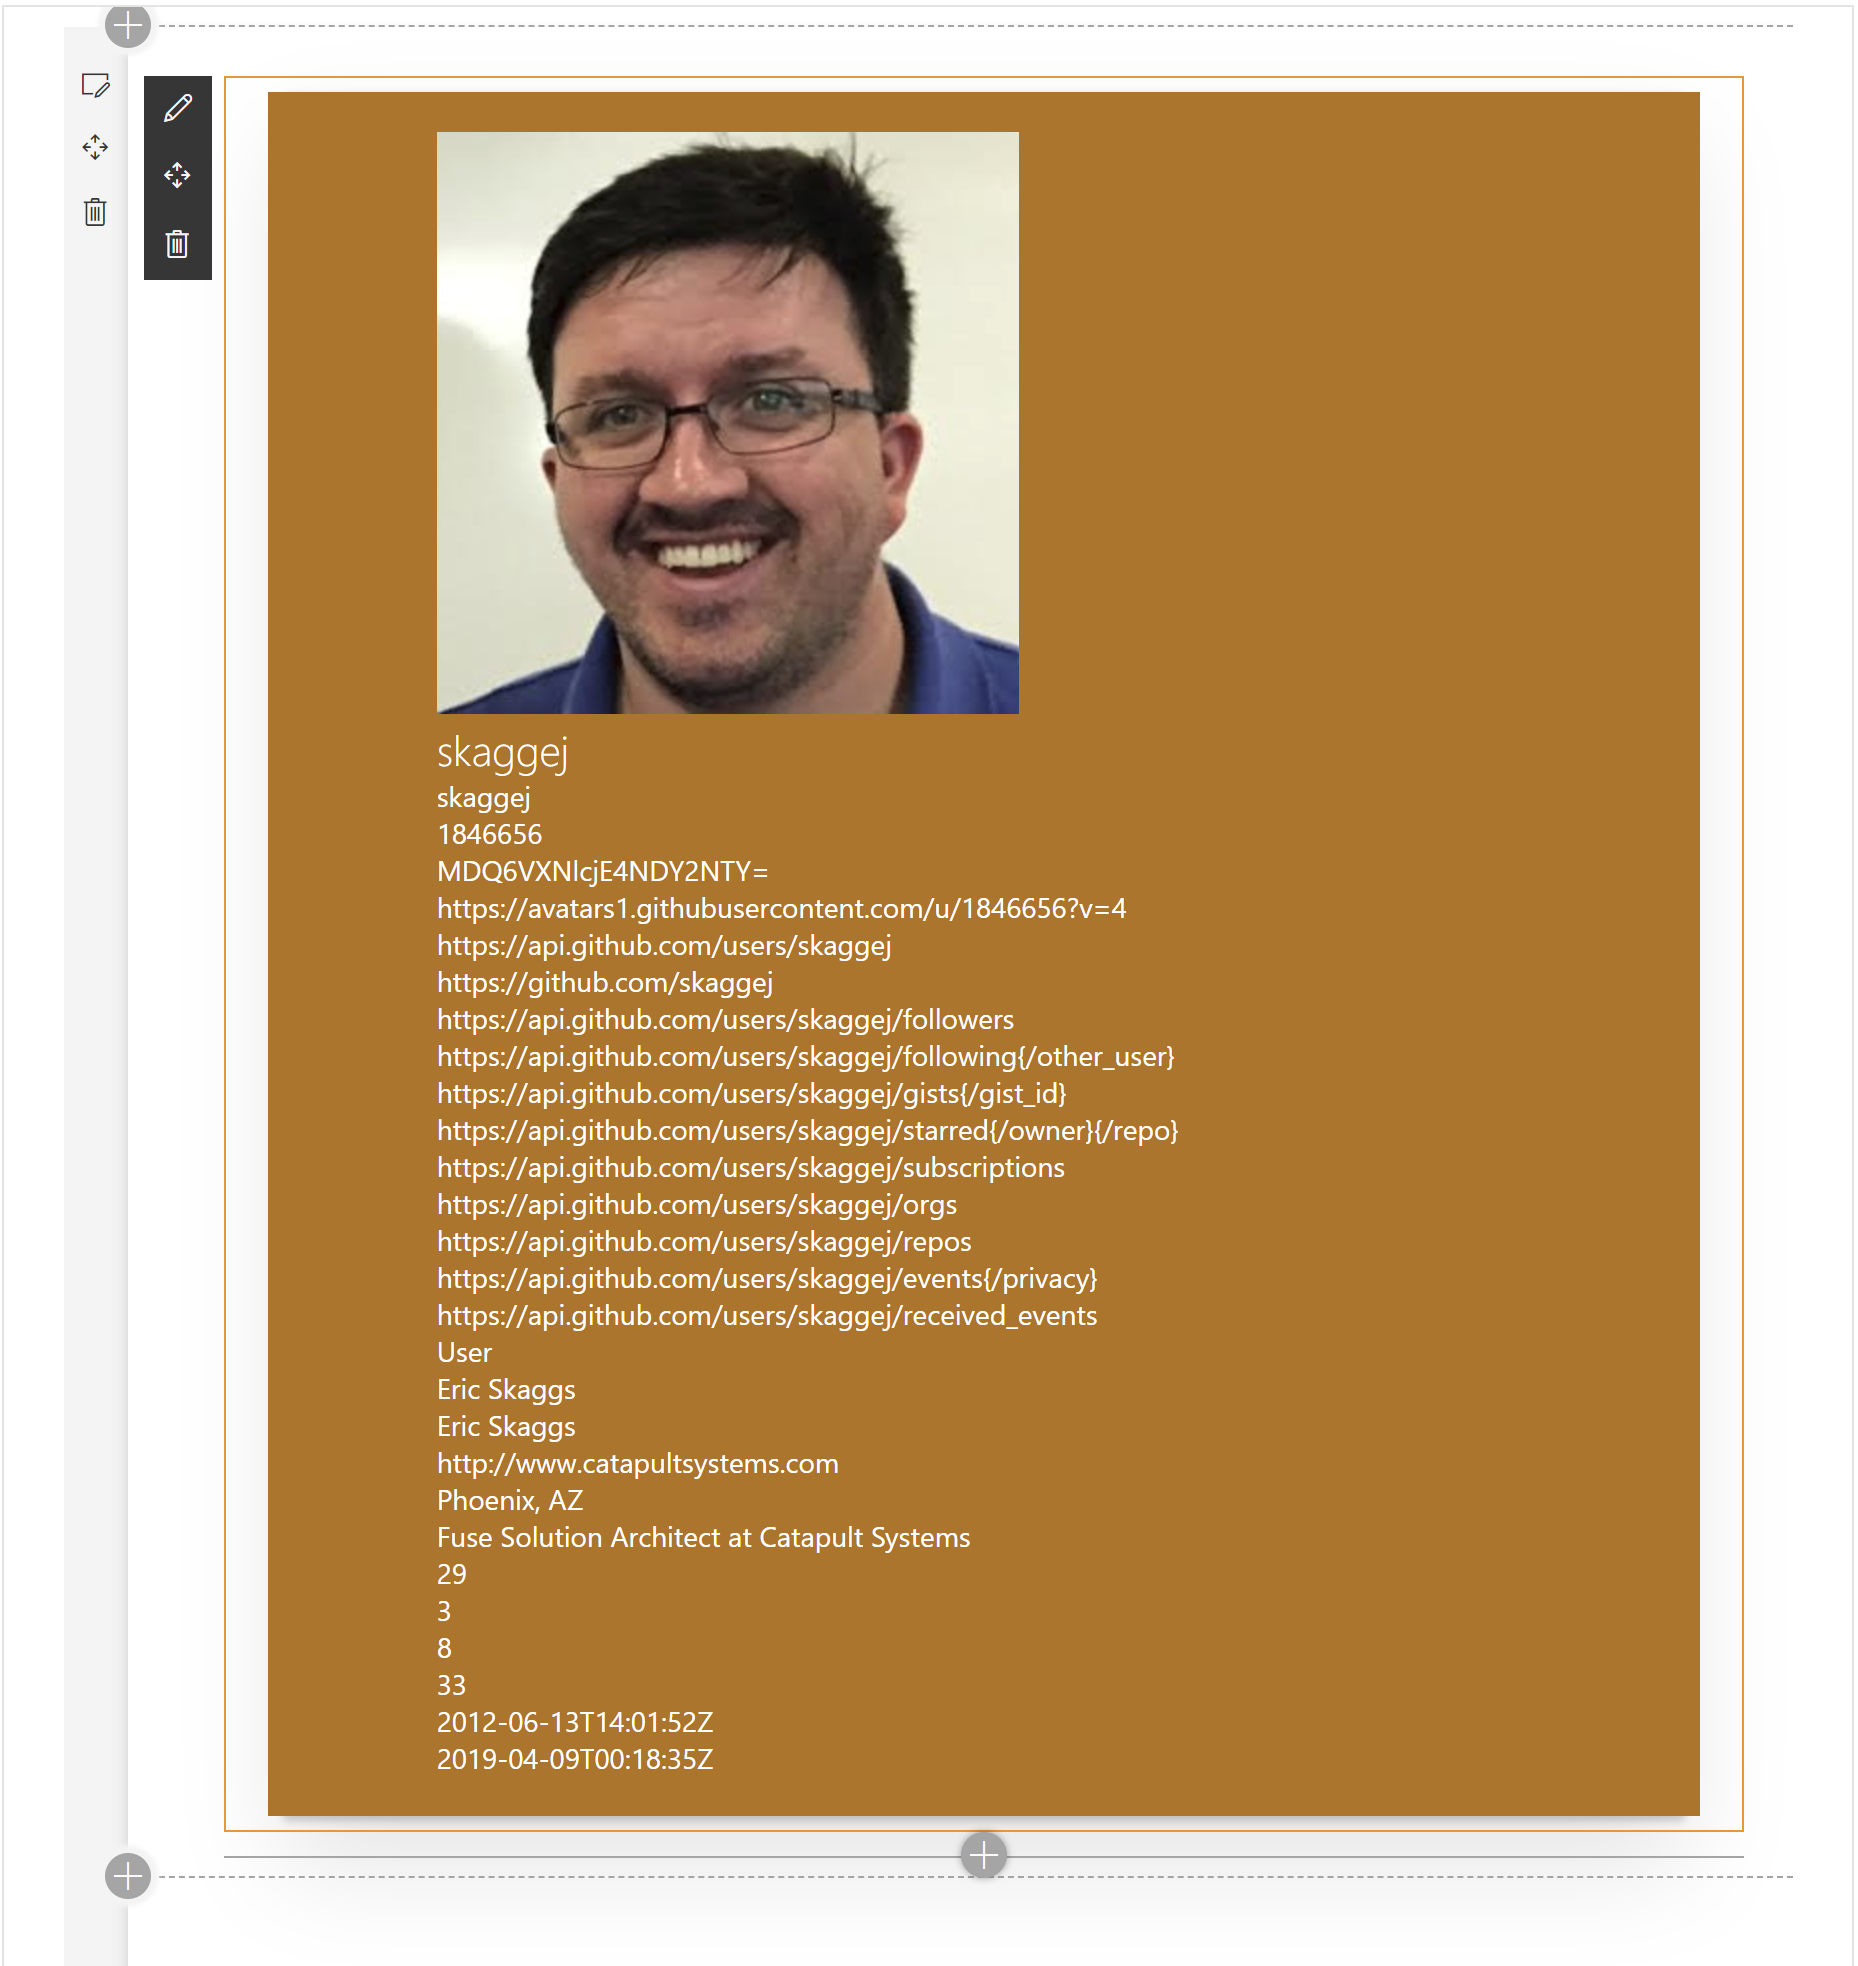 skaggej
skaggej
1846656
MDQ6VXNlcjE4NDY2NTY=
https://avatars1.githubusercontent.com/u/1846656?v=4
https://api.github.com/users/skaggej
https://github.com/skaggej
https://api.github.com/users/skaggej/followers
https://api.github.com/users/skaggej/following{/other_user}
https://api.github.com/users/skaggej/gists{/gist_id}
https://api.github.com/users/skaggej/starred{/owner}{/repo}
https://api.github.com/users/skaggej/subscriptions
https://api.github.com/users/skaggej/orgs
https://api.github.com/users/skaggej/repos
https://api.github.com/users/skaggej/events{/privacy}
https://api.github.com/users/skaggej/received_events
User
Eric Skaggs
Eric Skaggs
http://www.catapultsystems.com
Phoenix, AZ
Fuse Solution Architect at Catapult Systems
29
3
8
33
2012-06-13T14:01:52Z
2019-04-09T00:18:35Z